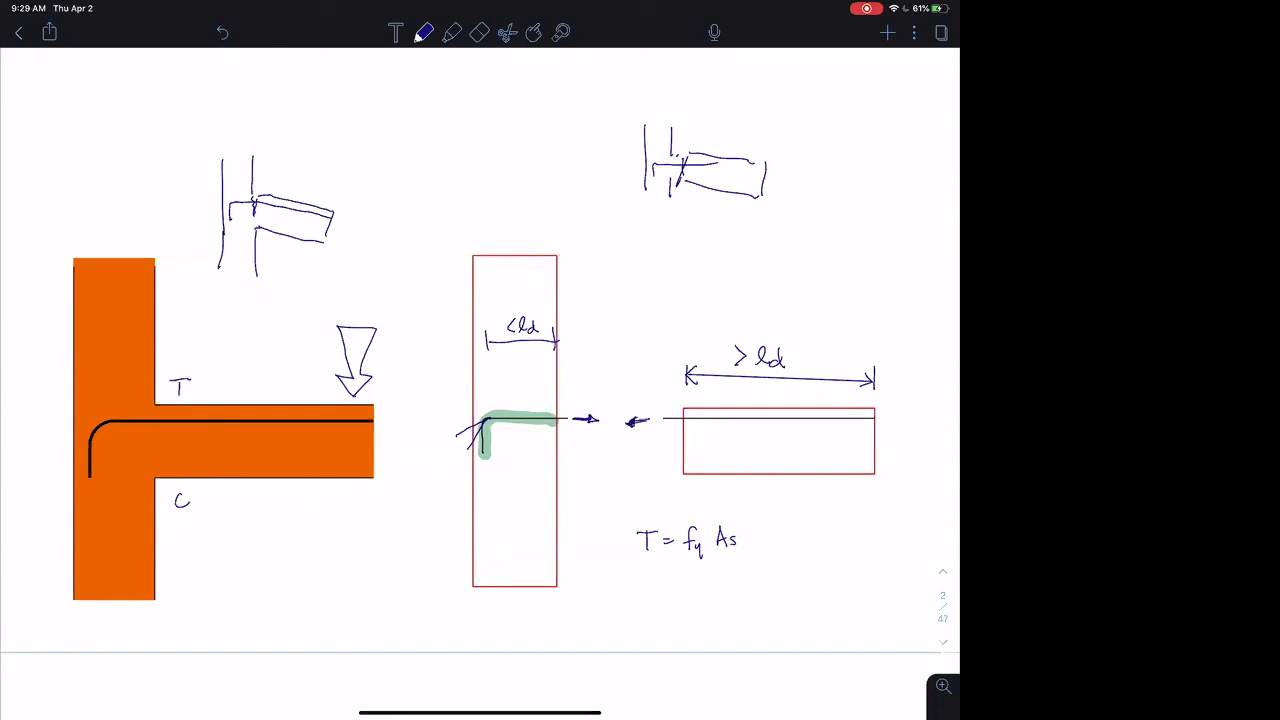 9:29 AM Thu Apr 2
61%
T
<ld
> ld
T
C
T = fy As
2
/
47